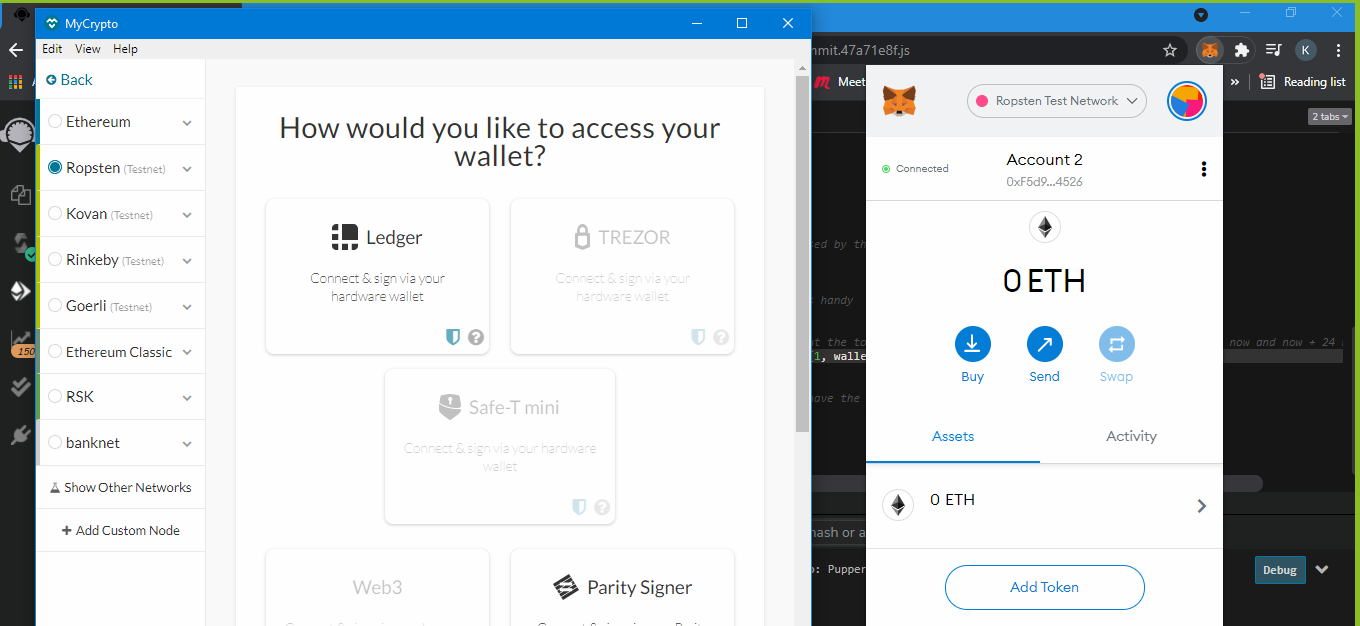 MyCrypto
Edit View Help
Back
Ethereum
Ropsten (Testnet)
Kovan (Testnet)
Rinkeby (Testnet)
Goerli (Testnet)
Ethereum Classic
RSK
banknet
Show Other Networks
+ Add Custom Node
How would you like to access your
wallet?
Ledger
Connect & sign via your
hardware wallet
?
TREZOR
Connect & sign via your
hardware wallet
?
Safe-T mini
Connect & sign via your hardware
wallet
?
Web3
Parity Signer
mmit.47a71e8f.js
K
Meet
»
Reading list
2 tabs
150
Ropsten Test Network
Connected
Account 2
0xF5d9...4526
0 ETH
Buy
Send
Swap
Assets
Activity
0 ETH
Add Token
ed by th
s handy
t the to
now and now + 24
1, walle
ave the
hash or a
o: Pupper
Debug